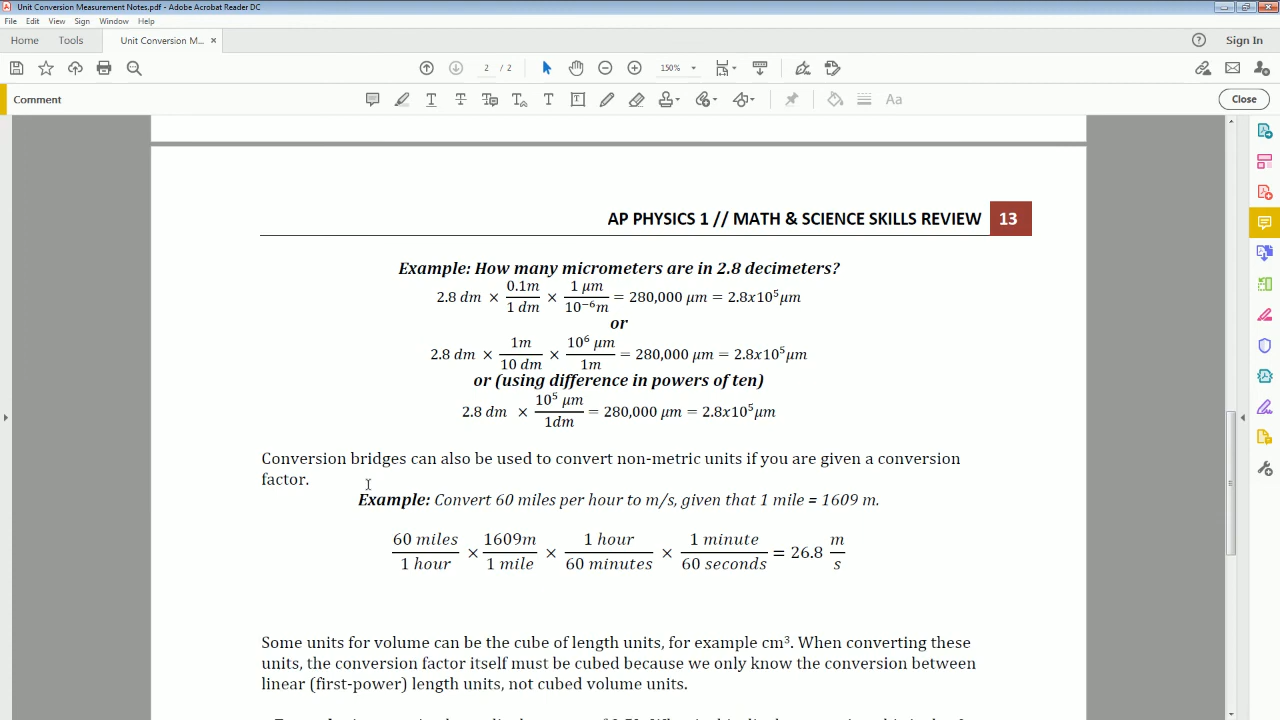 Unit Conversion Measurement Notes.pdf - Adobe Acrobat Reader DC
File Edit View Sign Window Help
Home Tools Unit Conversion M... × Sign In
2 / 2 150%
Comment Close
AP PHYSICS 1 // MATH & SCIENCE SKILLS REVIEW 13
Example: How many micrometers are in 2.8 decimeters?
2.8 dm × 0.1m/1 dm × 1 μm/10⁻⁶m = 280,000 μm = 2.8x10⁵μm
or
2.8 dm × 1m/10 dm × 10⁶ μm/1m = 280,000 μm = 2.8x10⁵μm
or (using difference in powers of ten)
2.8 dm × 10⁵ μm/1dm = 280,000 μm = 2.8x10⁵μm
Conversion bridges can also be used to convert non-metric units if you are given a conversion
factor.
Example: Convert 60 miles per hour to m/s, given that 1 mile = 1609 m.
60 miles/1 hour × 1609m/1 mile × 1 hour/60 minutes × 1 minute/60 seconds = 26.8 m/s
Some units for volume can be the cube of length units, for example cm³. When converting these
units, the conversion factor itself must be cubed because we only know the conversion between
linear (first-power) length units, not cubed volume units.